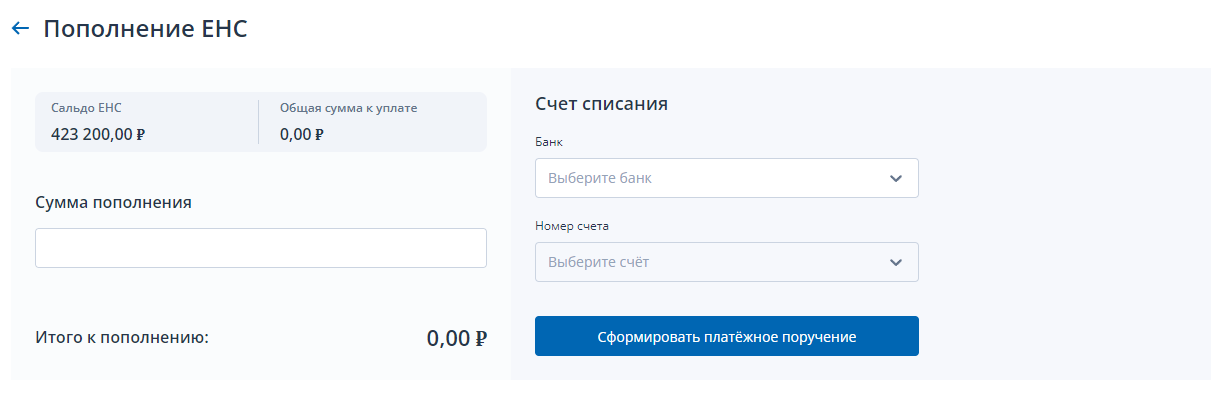 Пополнение ЕНС
Сальдо ЕНС
423 200,00 ₽
Общая сумма к уплате
0,00 ₽
Сумма пополнения
Итого к пополнению:
0,00 ₽
Счет списания
Банк
Выберите банк
Номер счета
Выберите счёт
Сформировать платёжное поручение